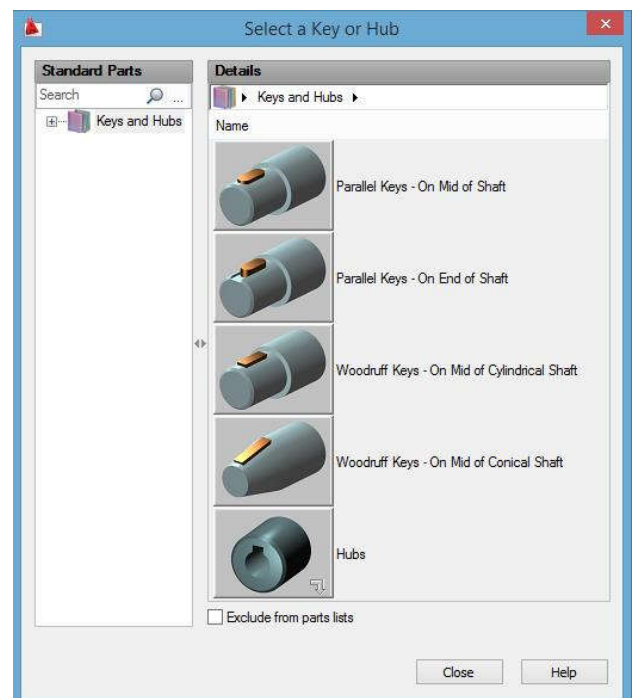 Select a Key or Hub
Standard Parts
Search ...
Keys and Hubs
Details
Keys and Hubs
Name
Parallel Keys - On Mid of Shaft
Parallel Keys - On End of Shaft
Woodruff Keys - On Mid of Cylindrical Shaft
Woodruff Keys - On Mid of Conical Shaft
Hubs
Exclude from parts lists
Close
Help